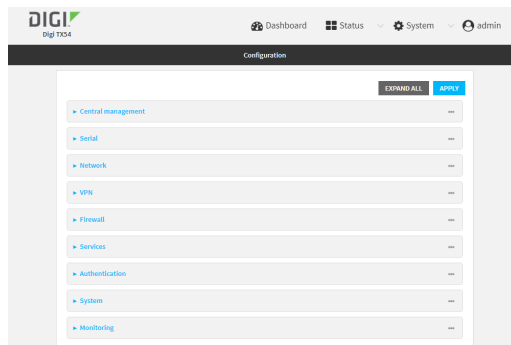 DIGI
Digi TX54
Dashboard Status System admin
Configuration
EXPAND ALL APPLY
Central management
Serial
Network
VPN
Firewall
Services
Authentication
System
Monitoring